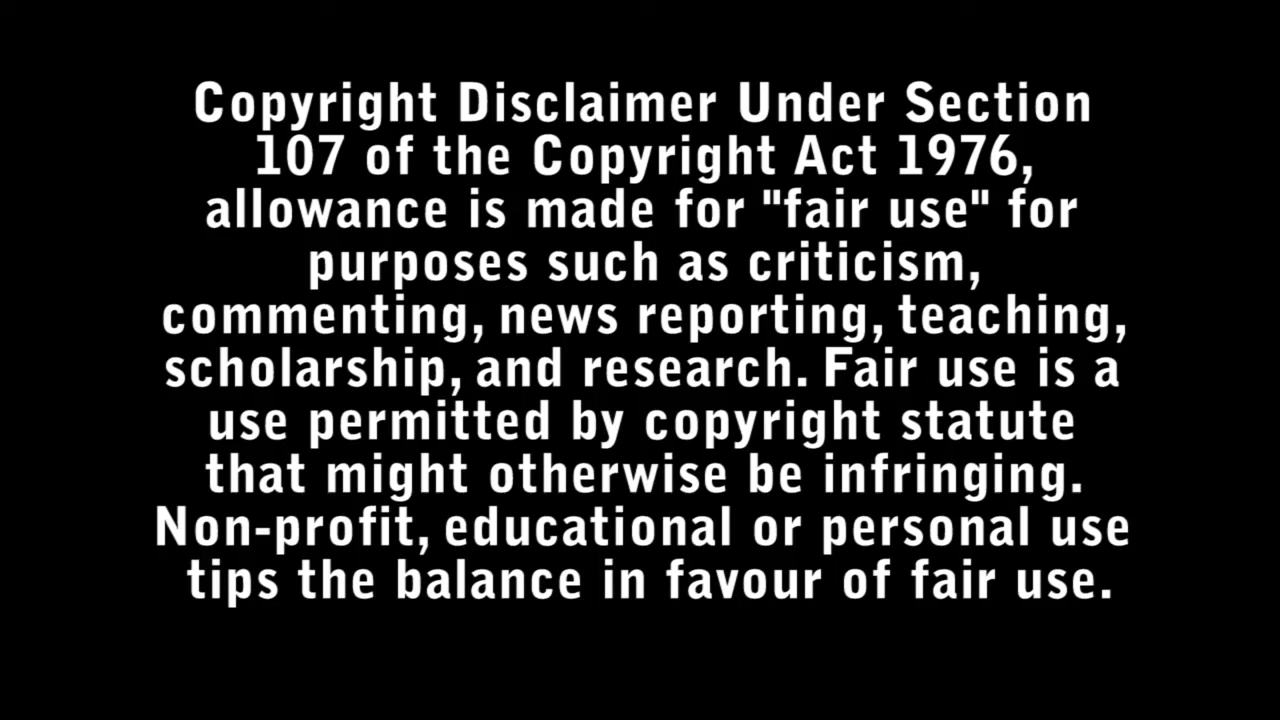 Copyright Disclaimer Under Section
107 of the Copyright Act 1976,
allowance is made for "fair use" for
purposes such as criticism,
commenting, news reporting, teaching,
scholarship, and research. Fair use is a
use permitted by copyright statute
that might otherwise be infringing.
Non-profit, educational or personal use
tips the balance in favour of fair use.